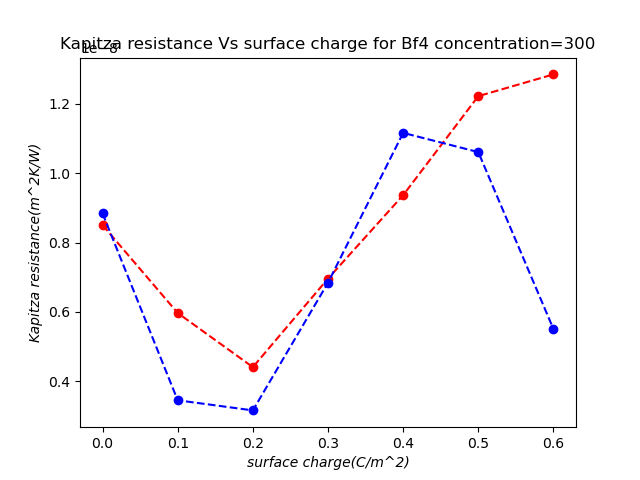 Kapitza resistance Vs surface charge for Bf4 concentration=300
1e−8
1.2
1.0
0.8
0.6
0.4
Kapitza resistance(m^2K/W)
0.0 0.1 0.2 0.3 0.4 0.5 0.6
surface charge(C/m^2)